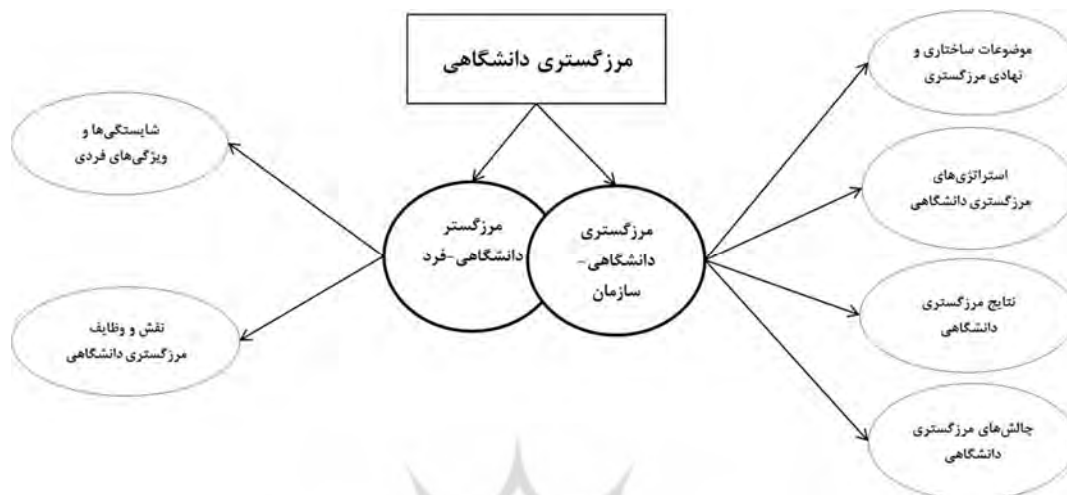 مرزگستری دانشگاهی
موضوعات ساختاری و
نهادی مرزگستری
استراتژی‌های
مرزگستری دانشگاهی
نتایج مرزگستری
دانشگاهی
چالش‌های مرزگستری
دانشگاهی
مرزگستری
دانشگاهی-
سازمان
مرزگستر
دانشگاهی-فرد
شایستگی‌ها و
ویژگی‌های فردی
نقش و وظایف
مرزگستری دانشگاهی